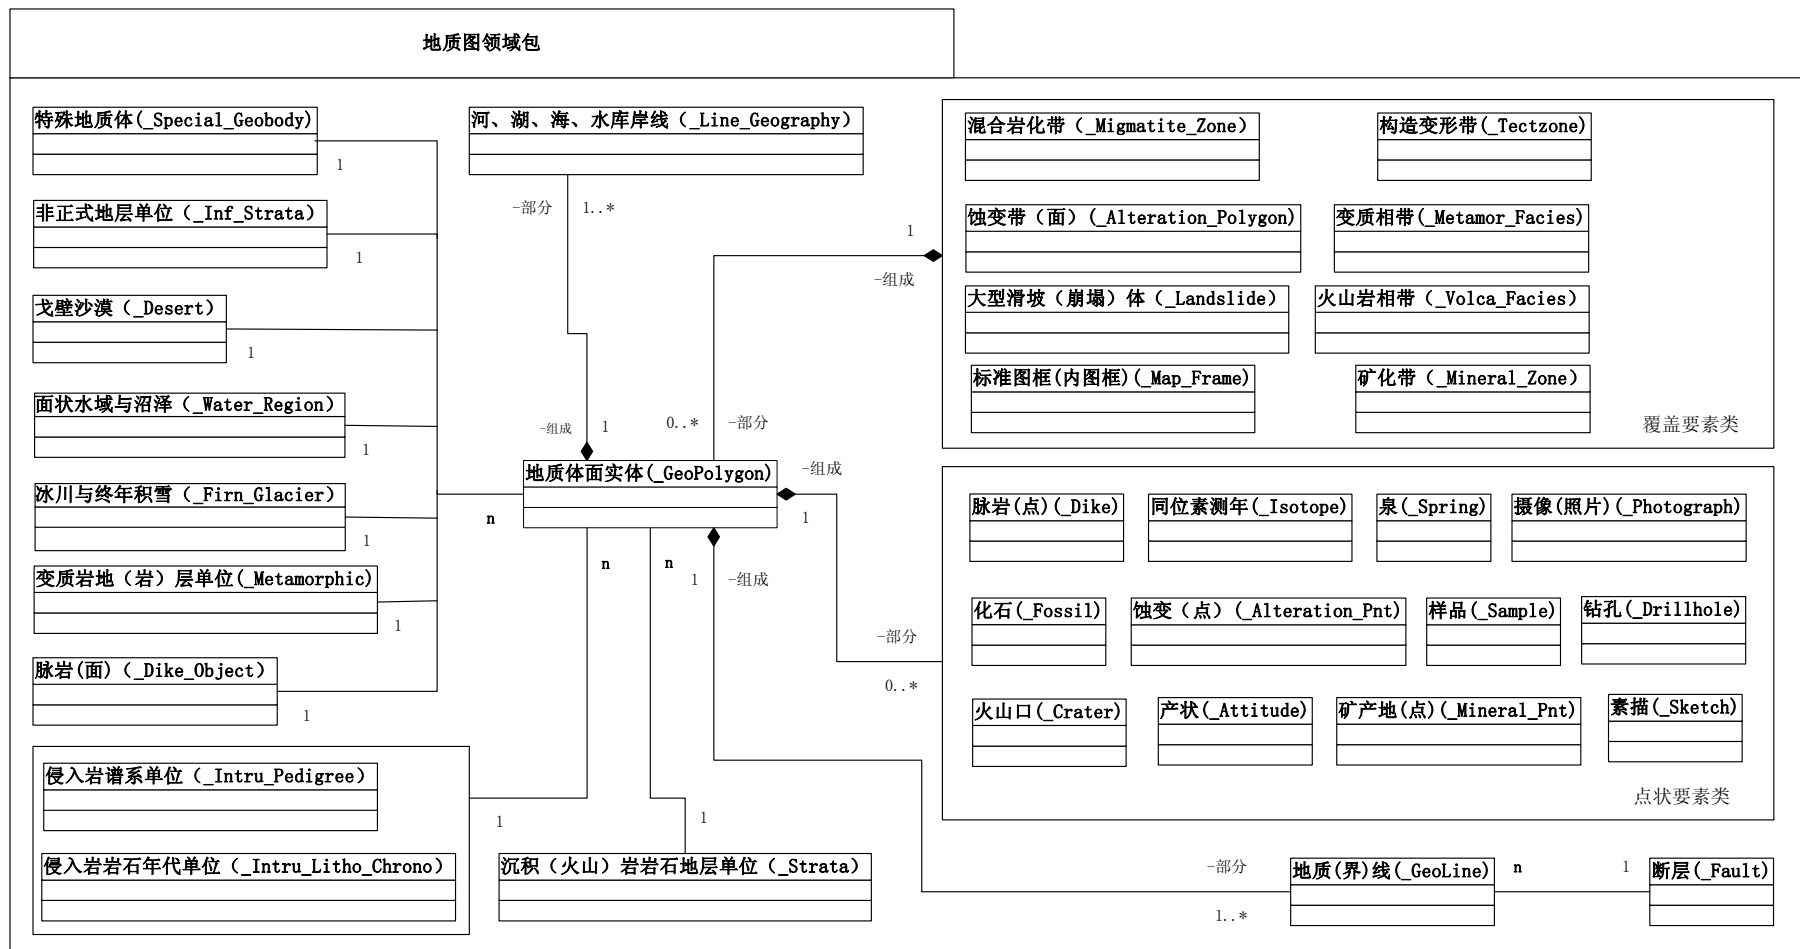 地质图领域包
特殊地质体(_Special_Geobody)
1
非正式地层单位（_Inf_Strata）
1
戈壁沙漠（_Desert）
1
面状水域与沼泽（_Water_Region）
1
冰川与终年积雪（_Firn_Glacier）
1
变质岩地（岩）层单位(_Metamorphic)
1
脉岩(面)（_Dike_Object）
1
侵入岩谱系单位（_Intru_Pedigree）
侵入岩岩石年代单位（_Intru_Litho_Chrono）
1
河、湖、海、水库岸线（_Line_Geography）
-部分
1..*
-组成
1
地质体面实体(_GeoPolygon)
n
n
n
1
-组成
-组成
1
沉积（火山）岩岩石地层单位（_Strata）
1
1
-组成
0..*
-部分
混合岩化带（_Migmatite_Zone）
构造变形带(_Tectzone)
蚀变带（面）(_Alteration_Polygon)
变质相带(_Metamor_Facies)
大型滑坡（崩塌）体（_Landslide）
火山岩相带（_Volca_Facies）
标准图框(内图框)(_Map_Frame)
矿化带（_Mineral_Zone）
覆盖要素类
-部分
0..*
脉岩(点)(_Dike)
同位素测年(_Isotope)
泉(_Spring)
摄像(照片)(_Photograph)
化石(_Fossil)
蚀变（点）(_Alteration_Pnt)
样品(_Sample)
钻孔(_Drillhole)
火山口(_Crater)
产状(_Attitude)
矿产地(点)(_Mineral_Pnt)
素描(_Sketch)
点状要素类
-部分
1..*
地质(界)线(_GeoLine)
n
1
断层(_Fault)